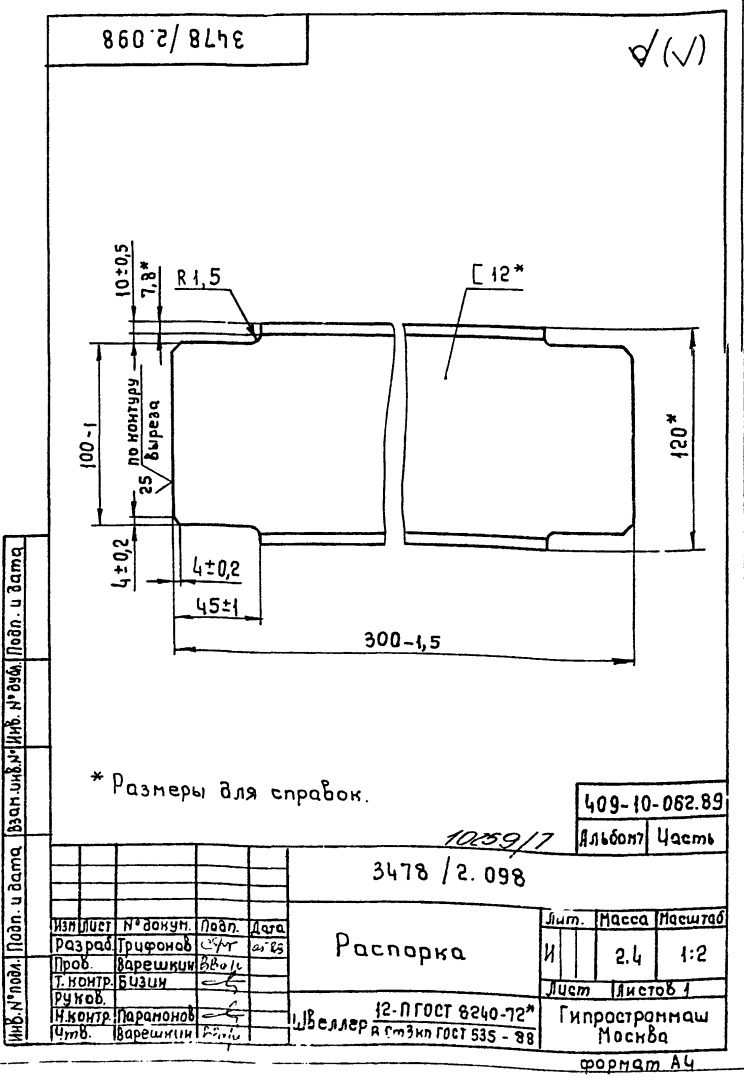 3478/2.098
(√)
10±0,5
7,8*
R1,5
[ 12*
100-1
по контуру
выреза
25
120*
4±0,2
4±0,2
45±1
300-1,5
* Размеры для справок.
409-10-062.89
Альбом 7 Часть
10259/7
3478/2.098
Изм Лист № докум. Подп. Дата
Разраб. Трифонов
Пров. Варешкин
Т. контр. Бизин
Руков.
Н.контр. Парамонов
Утв. Варешкин
Распорка
Лит. Масса Масштаб
И 2.4 1:2
Лист Листов 1
Швеллер 12-П ГОСТ 8240-72*
Ст3кп ГОСТ 535-88
Гипростроммаш
Москва
формат А4
Подп. и дата
Инв. № дубл.
Взам. инв. №
Подп. и дата
Инв. № подл.